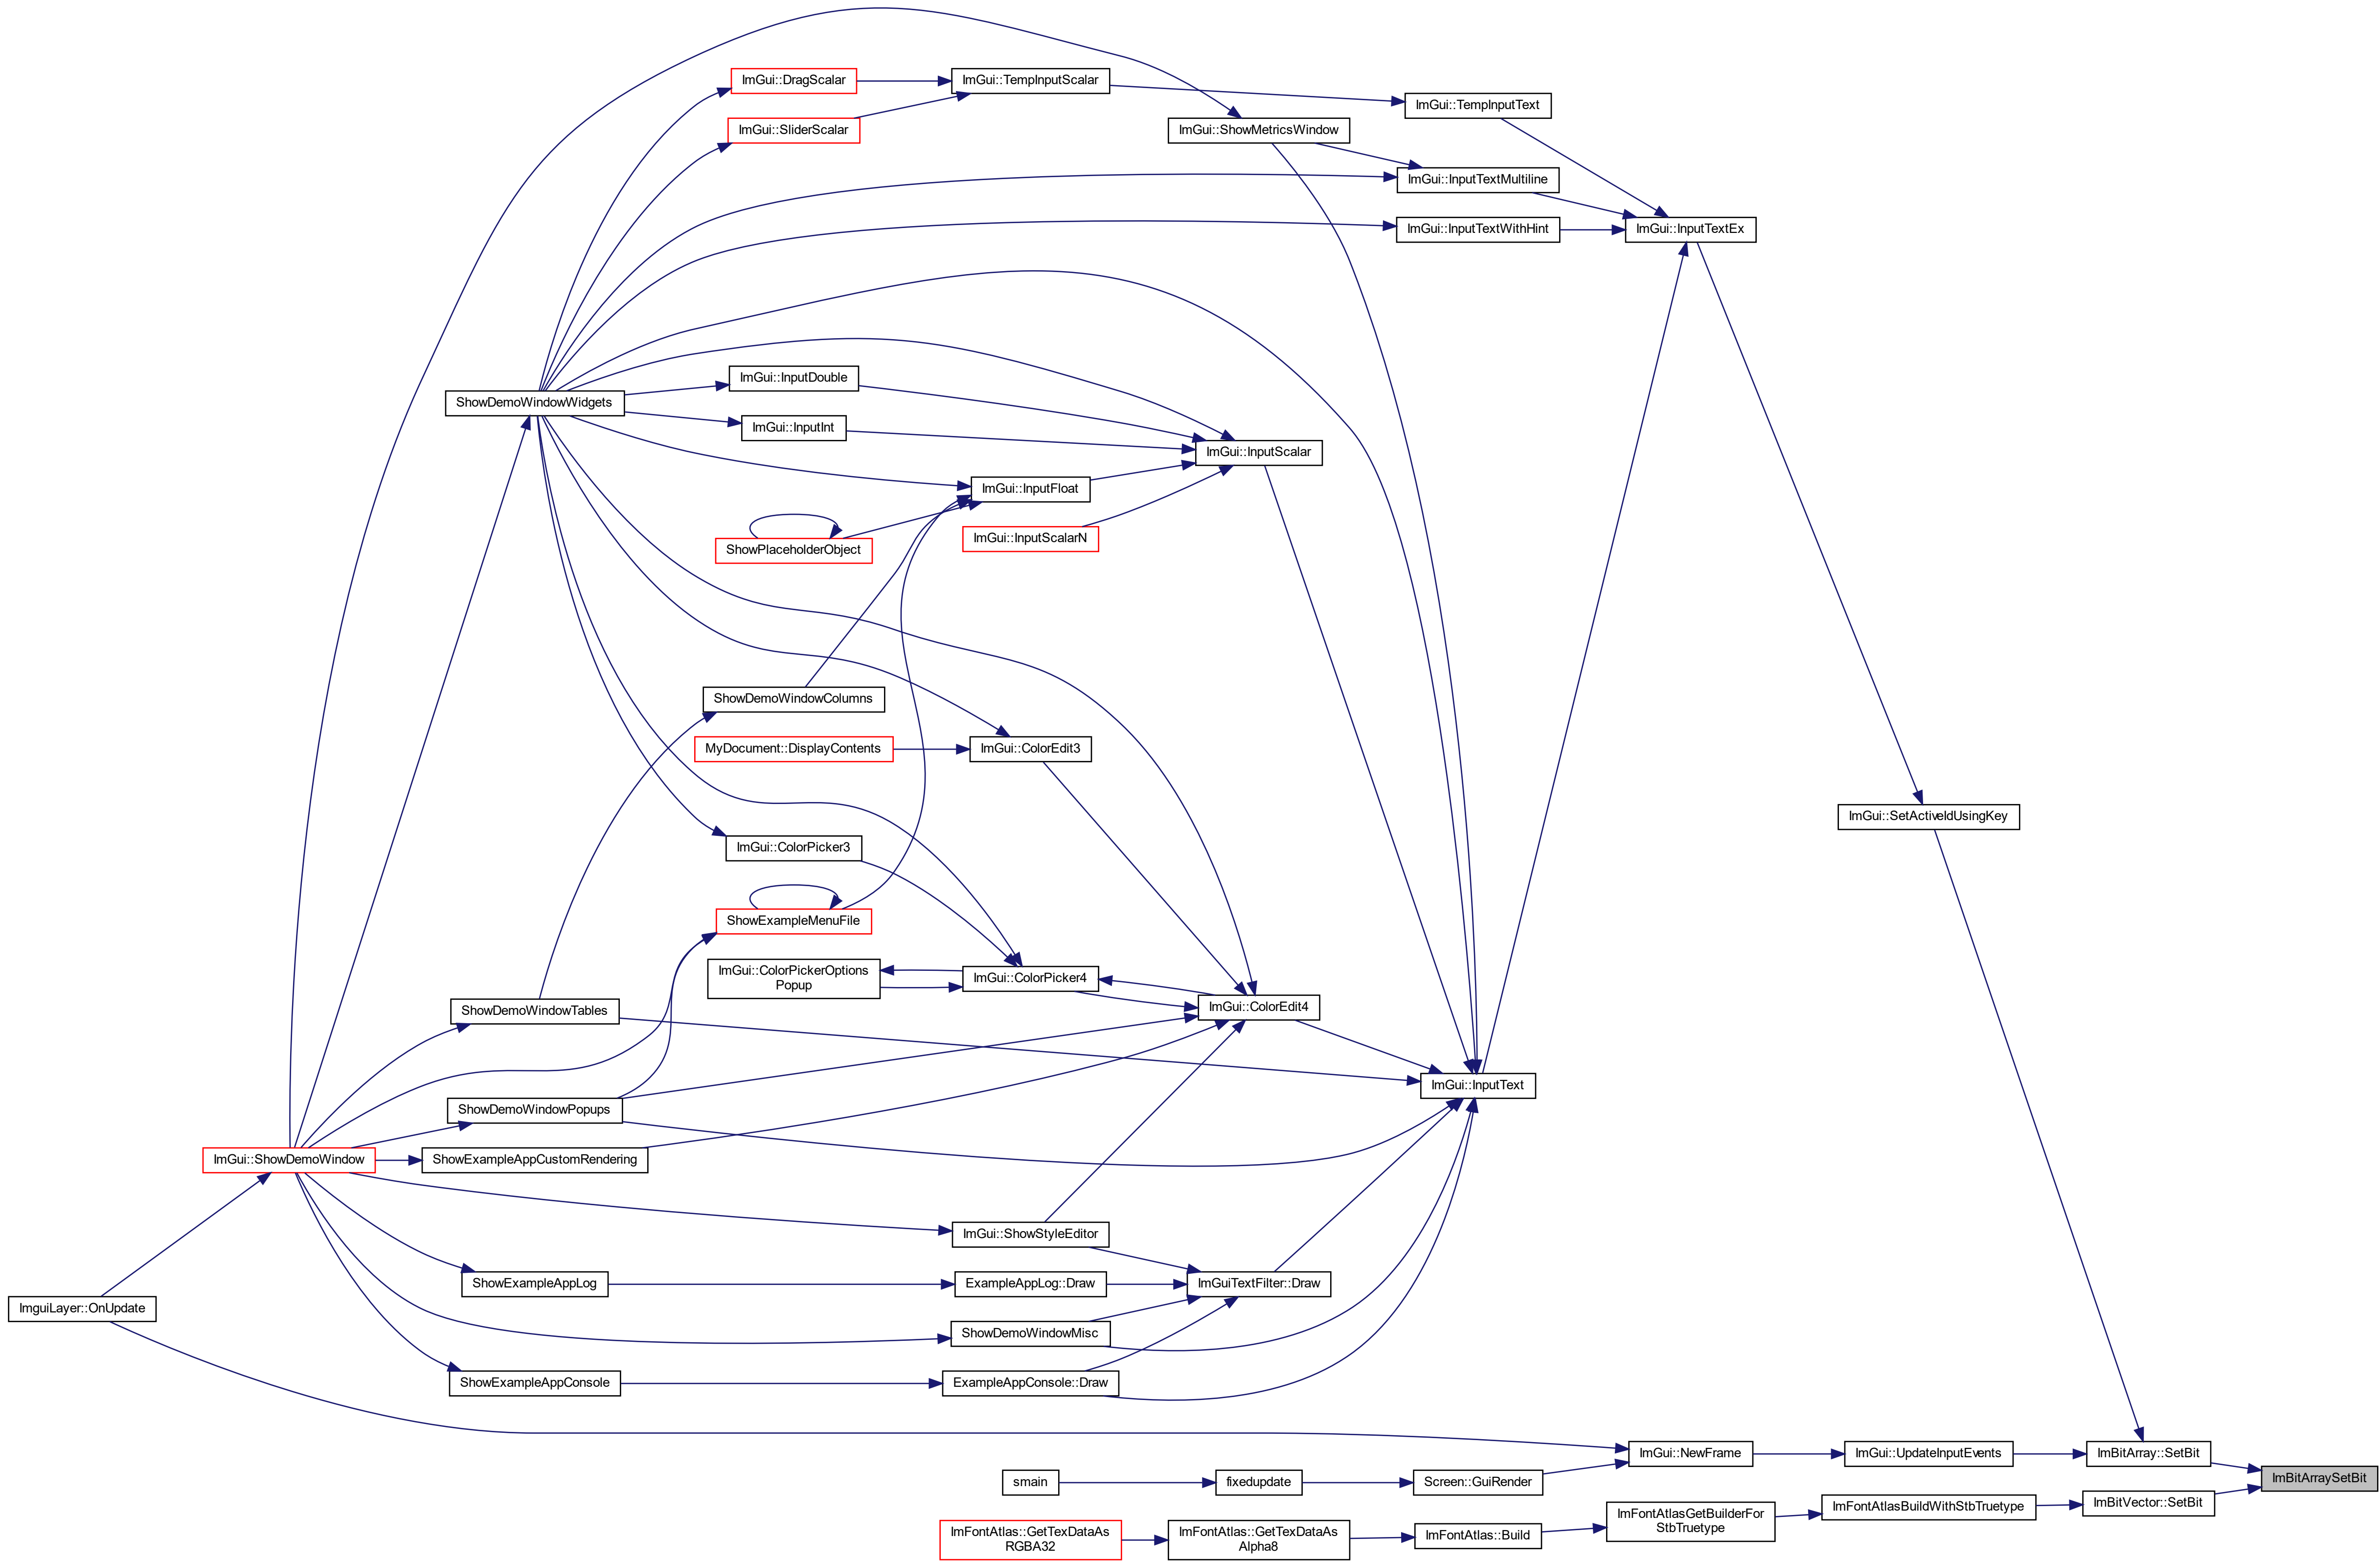 ImGui::DragScalar
ImGui::TempInputScalar
ImGui::TempInputText
ImGui::SliderScalar
ImGui::ShowMetricsWindow
ImGui::InputTextMultiline
ImGui::InputTextWithHint
ImGui::InputTextEx
ShowDemoWindowWidgets
ImGui::InputDouble
ImGui::InputInt
ImGui::InputScalar
ImGui::InputFloat
ShowPlaceholderObject
ImGui::InputScalarN
ShowDemoWindowColumns
MyDocument::DisplayContents
ImGui::ColorEdit3
ImGui::SetActiveIdUsingKey
ImGui::ColorPicker3
ShowExampleMenuFile
ImGui::ColorPickerOptions
Popup
ImGui::ColorPicker4
ShowDemoWindowTables
ImGui::ColorEdit4
ImGui::InputText
ShowDemoWindowPopups
ImGui::ShowDemoWindow
ShowExampleAppCustomRendering
ImGui::ShowStyleEditor
ShowExampleAppLog
ExampleAppLog::Draw
ImGuiTextFilter::Draw
ImguiLayer::OnUpdate
ShowDemoWindowMisc
ShowExampleAppConsole
ExampleAppConsole::Draw
ImGui::NewFrame
ImGui::UpdateInputEvents
ImBitArray::SetBit
ImBitArraySetBit
smain
fixedupdate
Screen::GuiRender
ImBitVector::SetBit
ImFontAtlasBuildWithStbTruetype
ImFontAtlasGetBuilderFor
StbTruetype
ImFontAtlas::Build
ImFontAtlas::GetTexDataAs
Alpha8
ImFontAtlas::GetTexDataAs
RGBA32